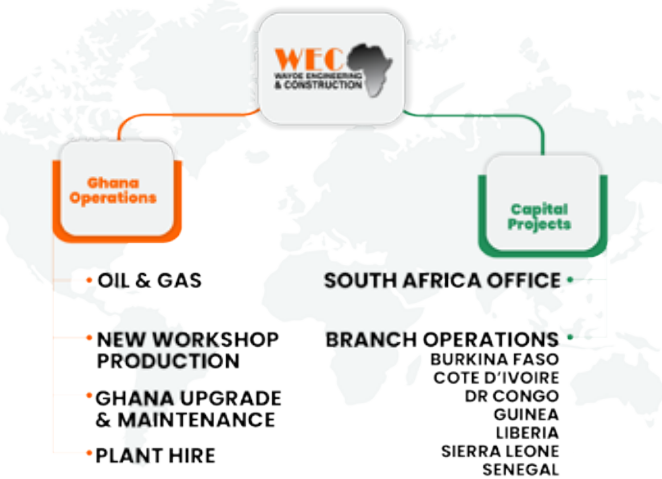 WEC
WAYOE ENGINEERING
& CONSTRUCTION
Ghana
Operations
Capital
Projects
• OIL & GAS
• NEW WORKSHOP
PRODUCTION
• GHANA UPGRADE
& MAINTENANCE
• PLANT HIRE
SOUTH AFRICA OFFICE •
BRANCH OPERATIONS •
BURKINA FASO
COTE D'IVOIRE
DR CONGO
GUINEA
LIBERIA
SIERRA LEONE
SENEGAL